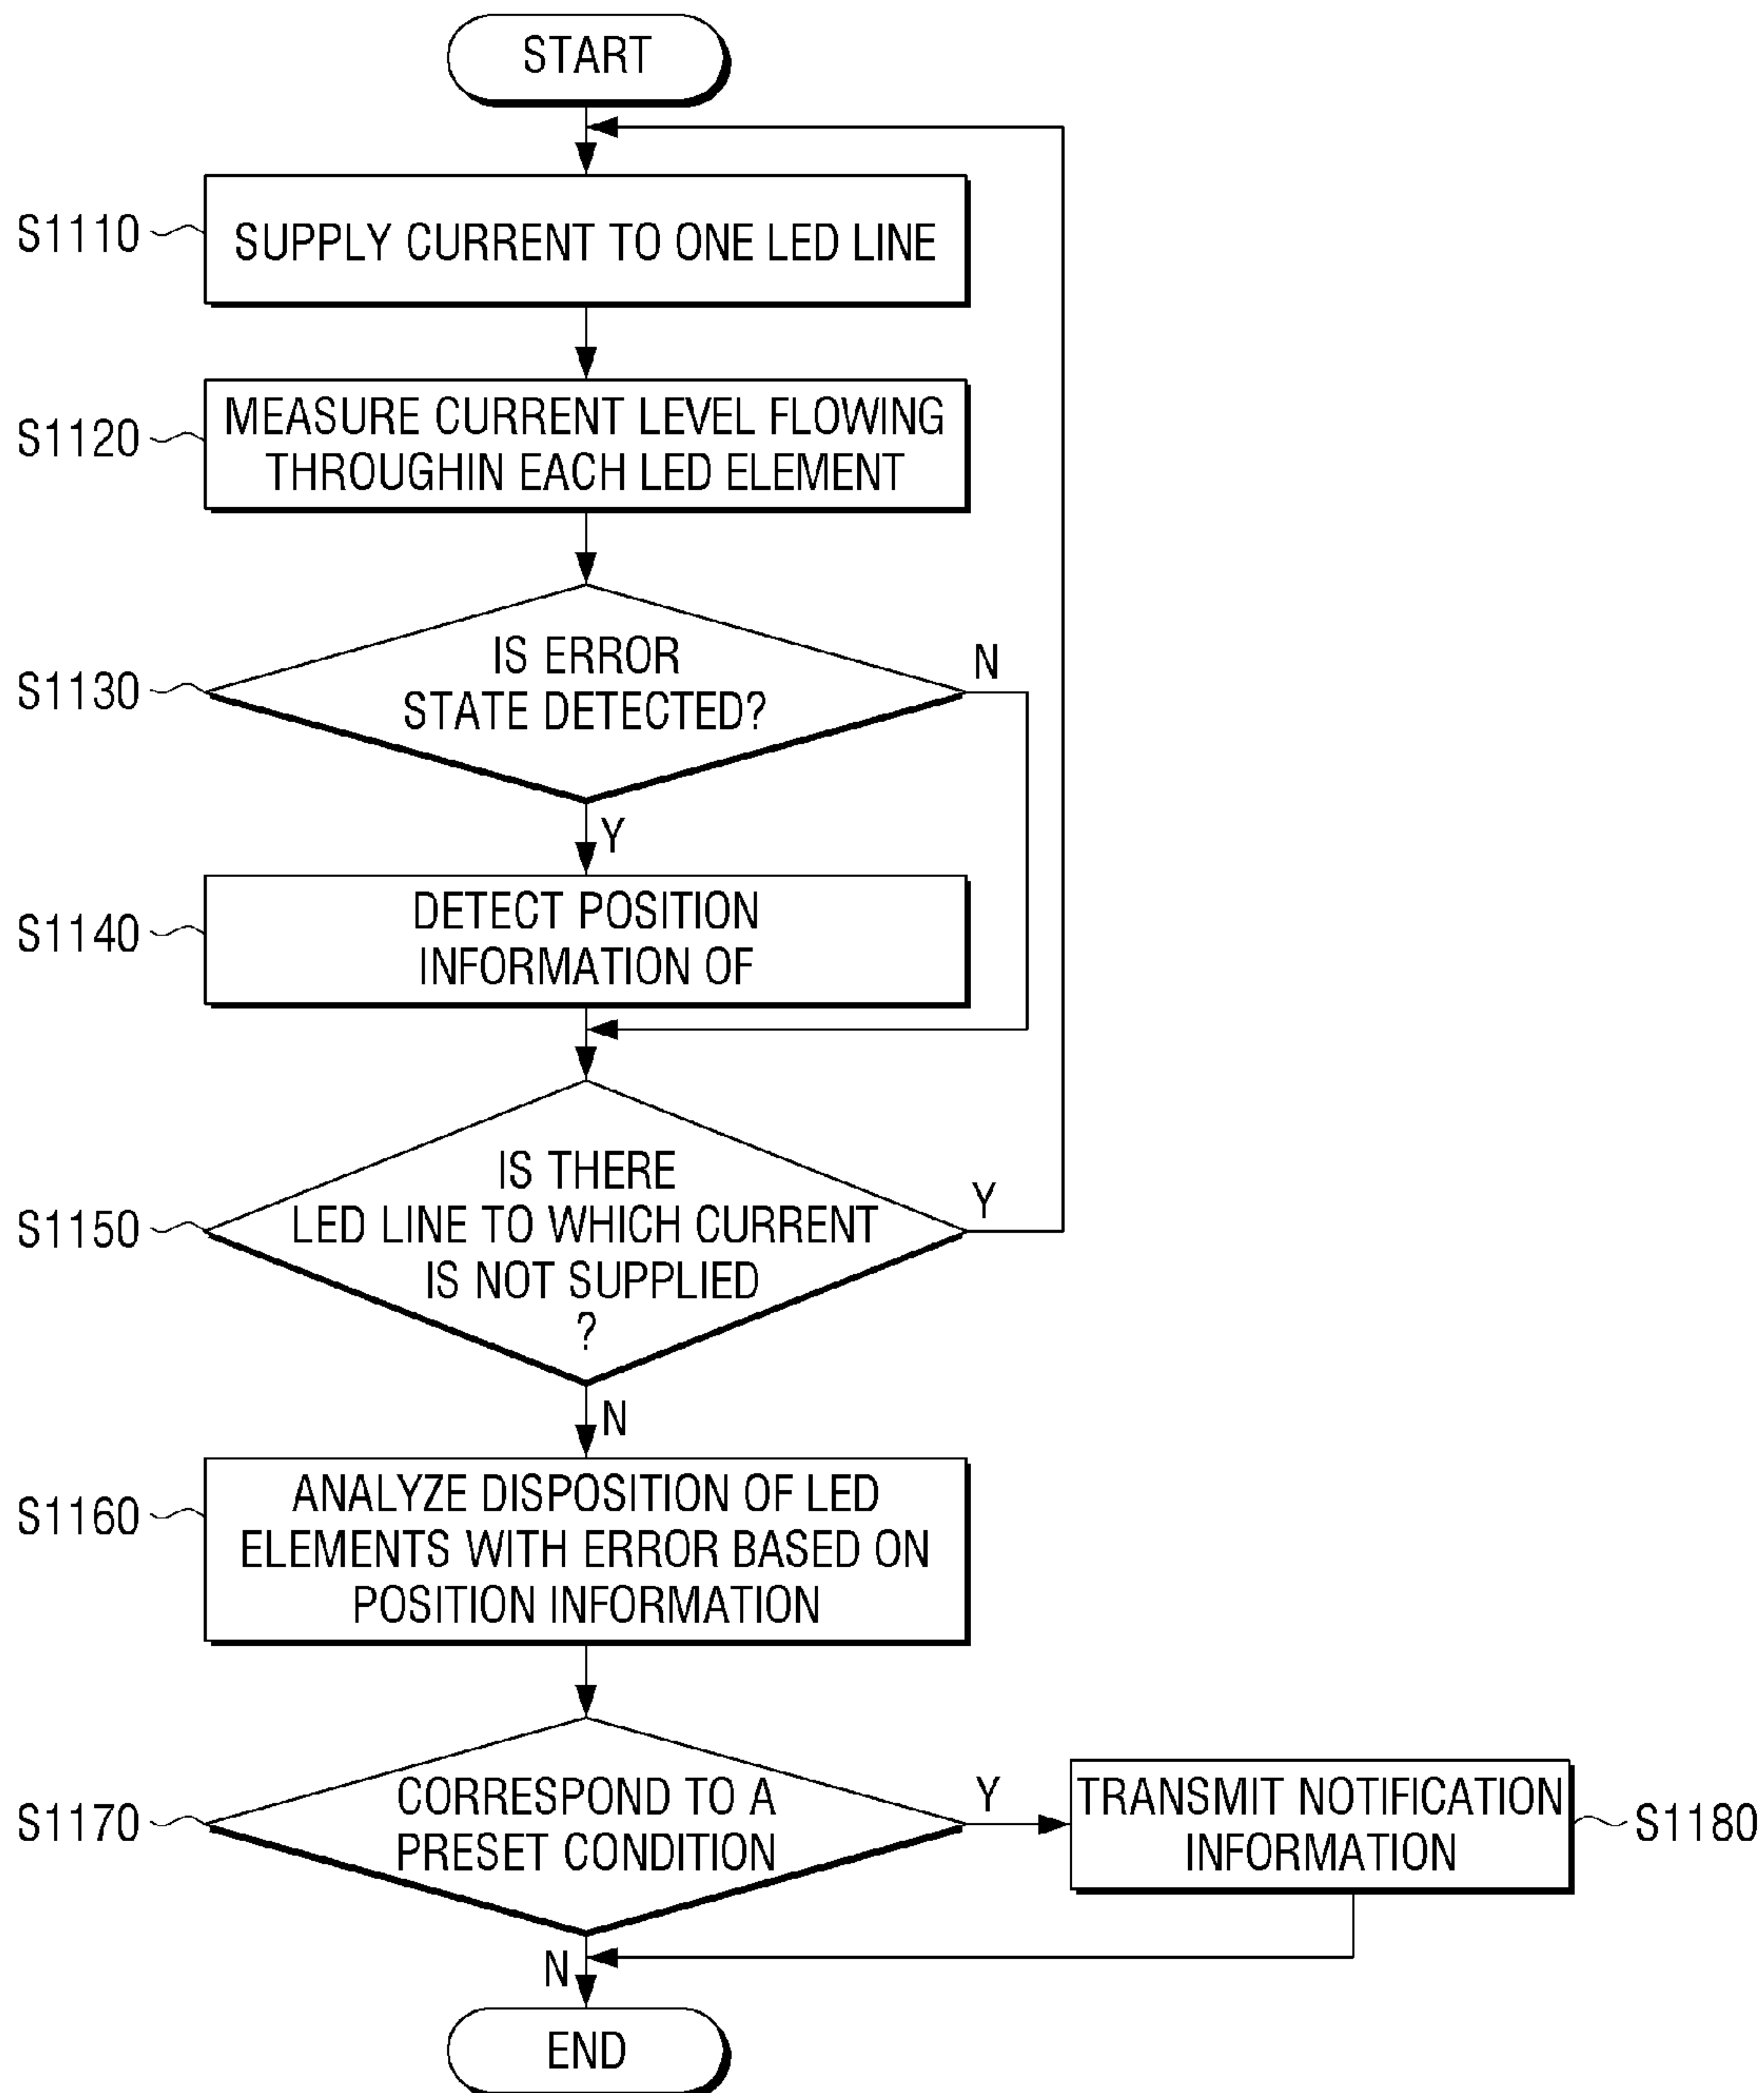 START
S1110
SUPPLY CURRENT TO ONE LED LINE
S1120
MEASURE CURRENT LEVEL FLOWING
THROUGHIN EACH LED ELEMENT
S1130
IS ERROR
STATE DETECTED?
N
Y
S1140
DETECT POSITION
INFORMATION OF
S1150
IS THERE
LED LINE TO WHICH CURRENT
IS NOT SUPPLIED
?
Y
N
S1160
ANALYZE DISPOSITION OF LED
ELEMENTS WITH ERROR BASED ON
POSITION INFORMATION
S1170
CORRESPOND TO A
PRESET CONDITION
Y
TRANSMIT NOTIFICATION
INFORMATION
S1180
N
END